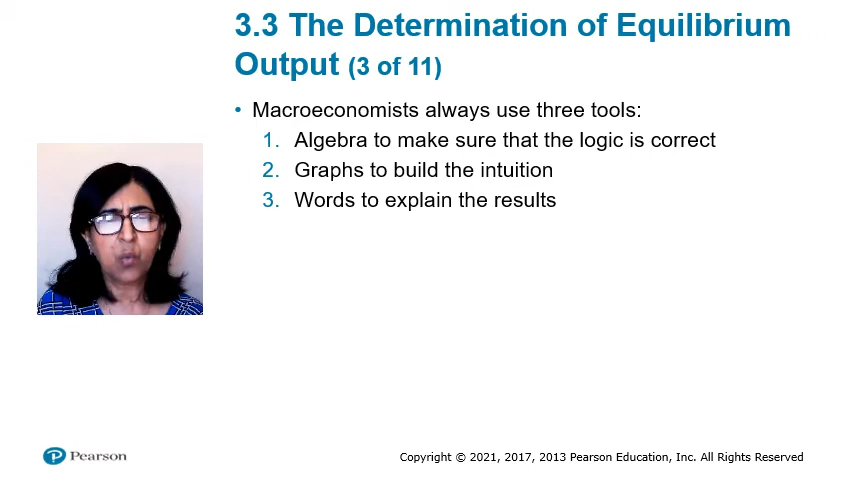 3.3 The Determination of Equilibrium
Output (3 of 11)
• Macroeconomists always use three tools:
1. Algebra to make sure that the logic is correct
2. Graphs to build the intuition
3. Words to explain the results
Pearson
Copyright © 2021, 2017, 2013 Pearson Education, Inc. All Rights Reserved